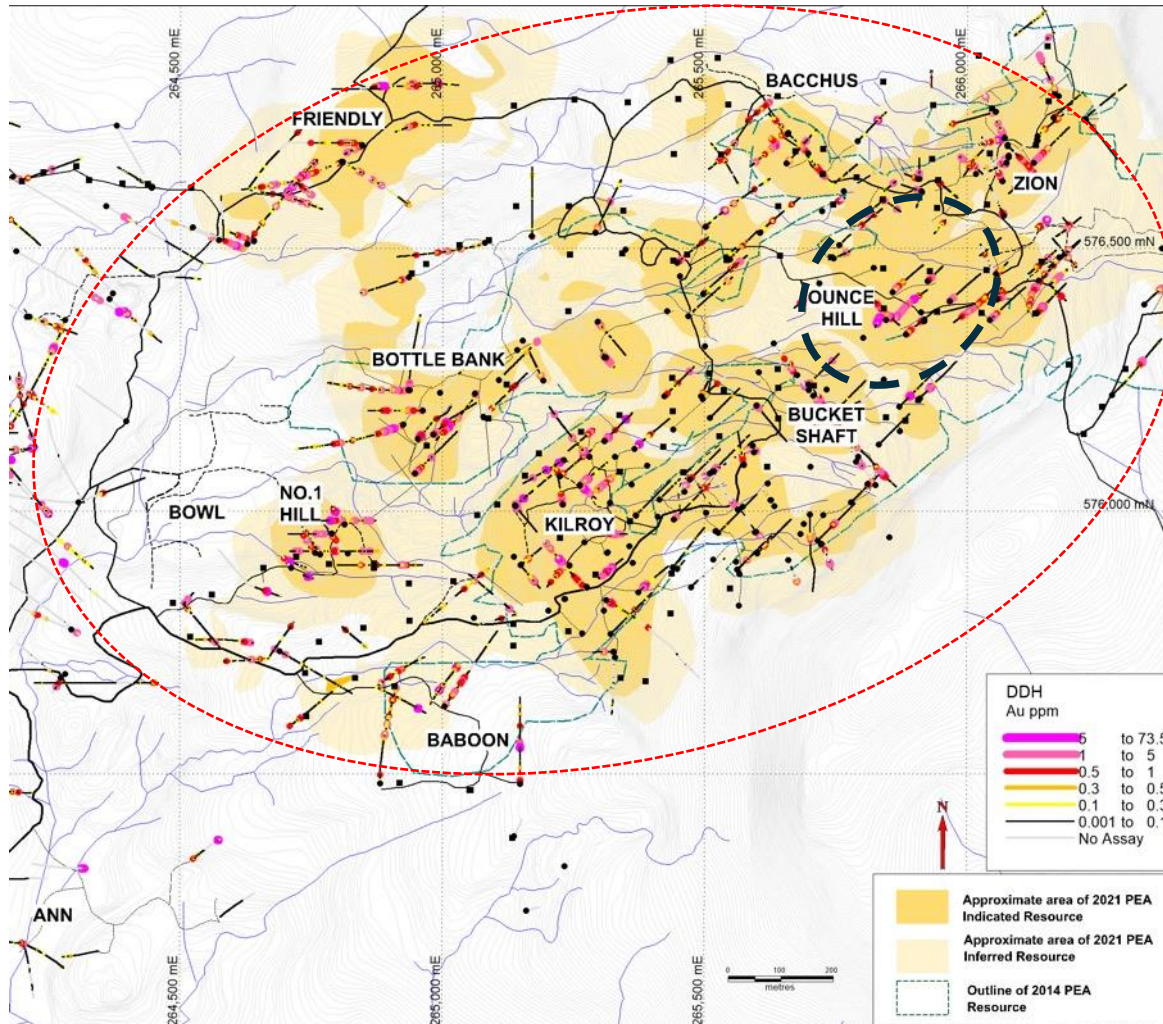 264,500 mE
265,000 mE
265,500 mE
266,000 mE
BACCHUS
FRIENDLY
ZION
576,500 mN
OUNCE
HILL
BOTTLE BANK
BUCKET
SHAFT
NO.1
HILL
BOWL
KILROY
576,000 mN
BABOON
ANN
DDH
Au ppm
5 to 73.5
1 to 5
0.5 to 1
0.3 to 0.5
0.1 to 0.3
0.001 to 0.1
No Assay
N
Approximate area of 2021 PEA
Indicated Resource
Approximate area of 2021 PEA
Inferred Resource
Outline of 2014 PEA
Resource
0 100 200
metres
264,500 mE
265,000 mE
265,500 mE